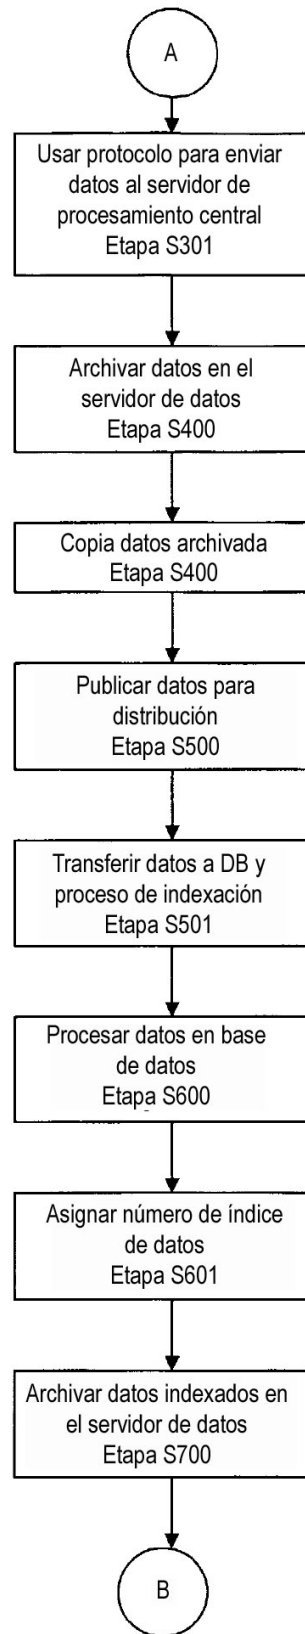 A
Usar protocolo para enviar
datos al servidor de
procesamiento central
Etapa S301
Archivar datos en el
servidor de datos
Etapa S400
Copia datos archivada
Etapa S400
Publicar datos para
distribución
Etapa S500
Transferir datos a DB y
proceso de indexación
Etapa S501
Procesar datos en base
de datos
Etapa S600
Asignar número de índice
de datos
Etapa S601
Archivar datos indexados en
el servidor de datos
Etapa S700
B